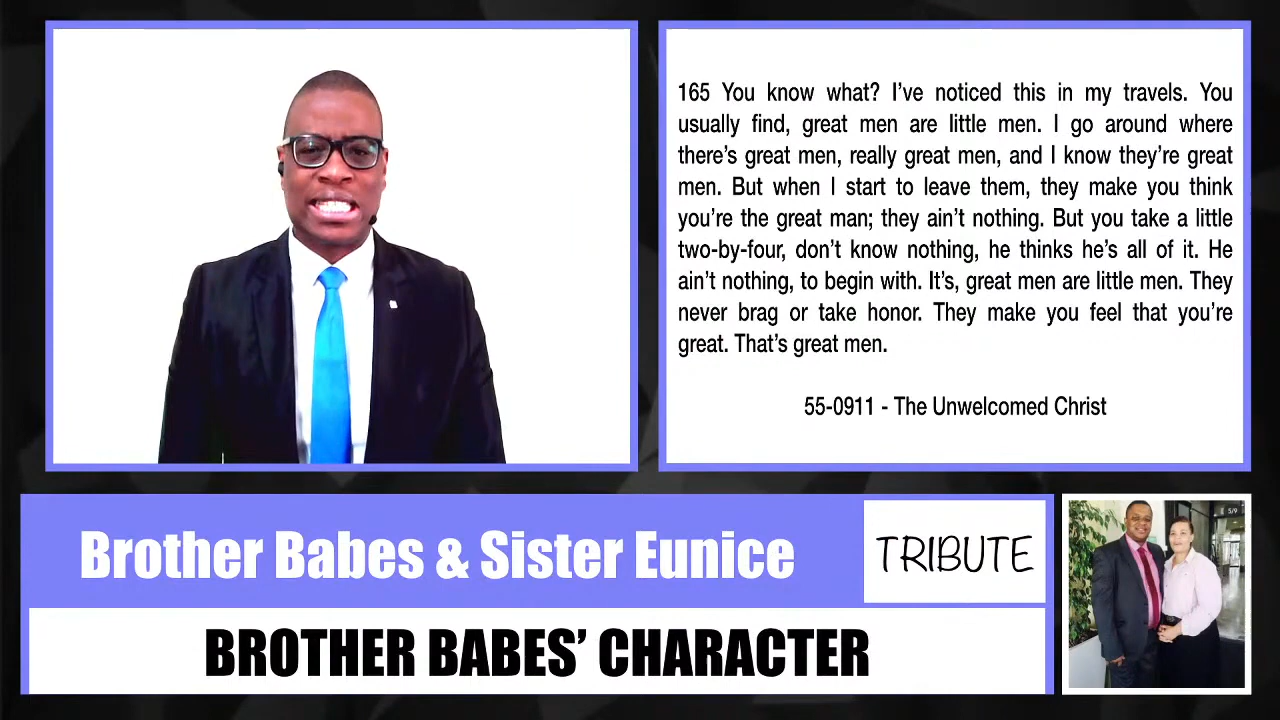 165 You know what? I've noticed this in my travels. You
usually find, great men are little men. I go around where
there's great men, really great men, and I know they're great
men. But when I start to leave them, they make you think
you're the great man; they ain't nothing. But you take a little
two-by-four, don't know nothing, he thinks he's all of it. He
ain't nothing, to begin with. It's, great men are little men. They
never brag or take honor. They make you feel that you're
great. That's great men.
55-0911 - The Unwelcomed Christ
Brother Babes & Sister Eunice
TRIBUTE
BROTHER BABES' CHARACTER
5/9